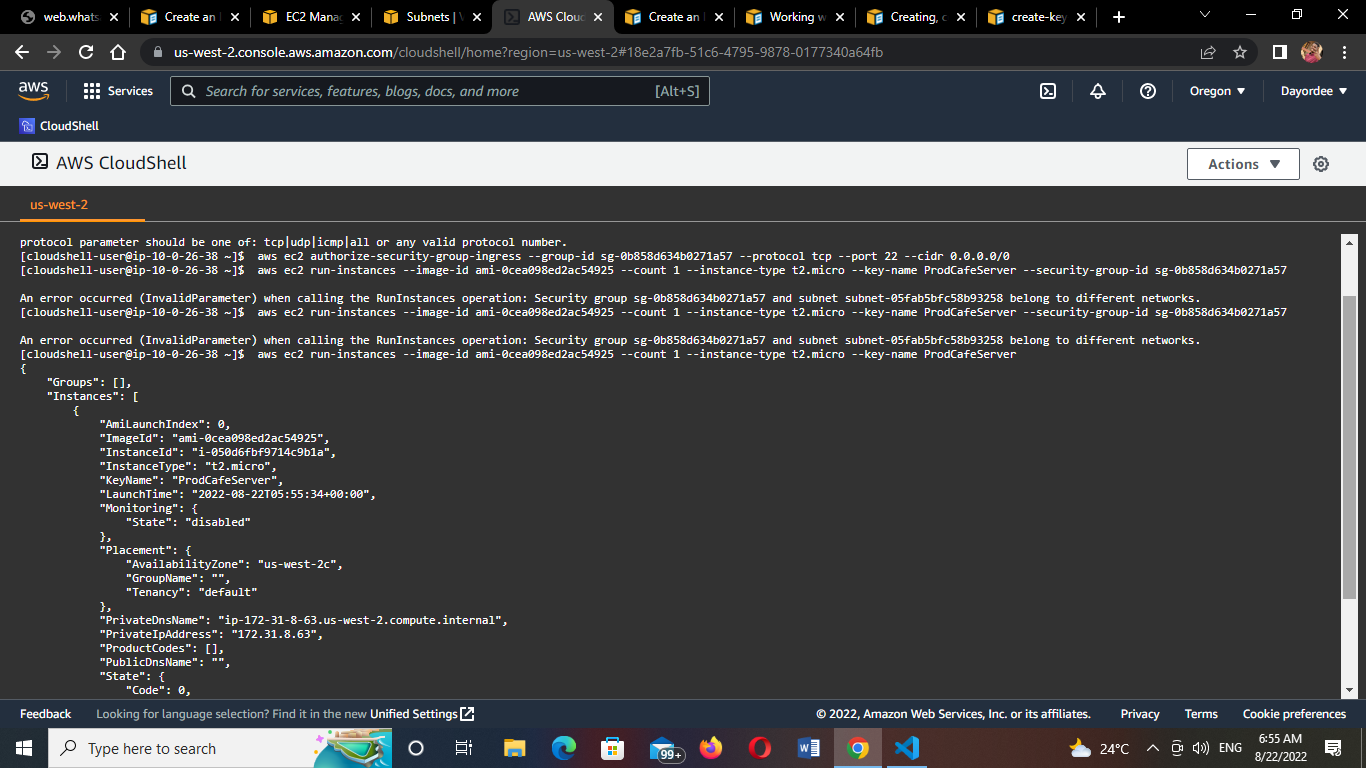 web.whats
Create an
EC2 Mana
Subnets | V
AWS Clou
Create an
Working w
Creating, c
create-key
us-west-2.console.aws.amazon.com/cloudshell/home?region=us-west-2#18e2a7fb-51c6-4795-9878-0177340a64fb
aws
Services
Search for services, features, blogs, docs, and more
[Alt+S]
Oregon
Dayordee
CloudShell
AWS CloudShell
Actions
us-west-2
protocol parameter should be one of: tcp|udp|icmp|all or any valid protocol number.
[cloudshell-user@ip-10-0-26-38 ~]$ aws ec2 authorize-security-group-ingress --group-id sg-0b858d634b0271a57 --protocol tcp --port 22 --cidr 0.0.0.0/0
[cloudshell-user@ip-10-0-26-38 ~]$ aws ec2 run-instances --image-id ami-0cea098ed2ac54925 --count 1 --instance-type t2.micro --key-name ProdCafeServer --security-group-id sg-0b858d634b0271a57
An error occurred (InvalidParameter) when calling the RunInstances operation: Security group sg-0b858d634b0271a57 and subnet subnet-05fab5bfc58b93258 belong to different networks.
[cloudshell-user@ip-10-0-26-38 ~]$ aws ec2 run-instances --image-id ami-0cea098ed2ac54925 --count 1 --instance-type t2.micro --key-name ProdCafeServer --security-group-id sg-0b858d634b0271a57
An error occurred (InvalidParameter) when calling the RunInstances operation: Security group sg-0b858d634b0271a57 and subnet subnet-05fab5bfc58b93258 belong to different networks.
[cloudshell-user@ip-10-0-26-38 ~]$ aws ec2 run-instances --image-id ami-0cea098ed2ac54925 --count 1 --instance-type t2.micro --key-name ProdCafeServer
{
"Groups": [],
"Instances": [
{
"AmiLaunchIndex": 0,
"ImageId": "ami-0cea098ed2ac54925",
"InstanceId": "i-050d6fbf9714c9b1a",
"InstanceType": "t2.micro",
"KeyName": "ProdCafeServer",
"LaunchTime": "2022-08-22T05:55:34+00:00",
"Monitoring": {
"State": "disabled"
},
"Placement": {
"AvailabilityZone": "us-west-2c",
"GroupName": "",
"Tenancy": "default"
},
"PrivateDnsName": "ip-172-31-8-63.us-west-2.compute.internal",
"PrivateIpAddress": "172.31.8.63",
"ProductCodes": [],
"PublicDnsName": "",
"State": {
"Code": 0,
Feedback
Looking for language selection? Find it in the new Unified Settings
© 2022, Amazon Web Services, Inc. or its affiliates.
Privacy
Terms
Cookie preferences
Type here to search
99+
24°C
ENG
6:55 AM
8/22/2022